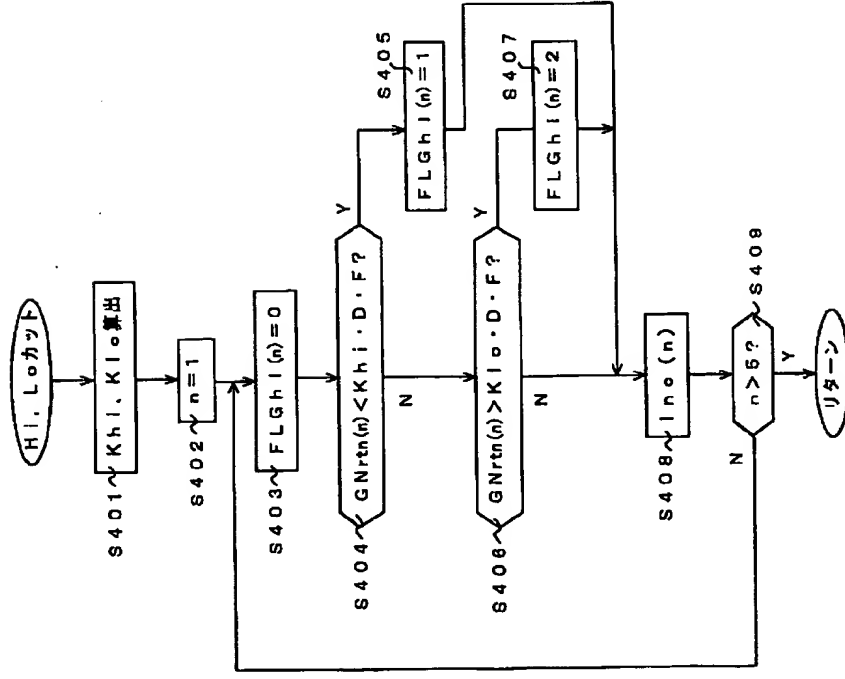 Hi, Loカット
S401
Khi, Klo算出
S402
n=1
S403
FLGhi(n)=0
S404
GNrtn(n)<Khi・D・F?
Y
S405
FLGhi(n)=1
N
S406
GNrtn(n)>Klo・D・F?
Y
S407
FLGhi(n)=2
N
S408
Inc(n)
S409
n>5?
N
Y
リターン